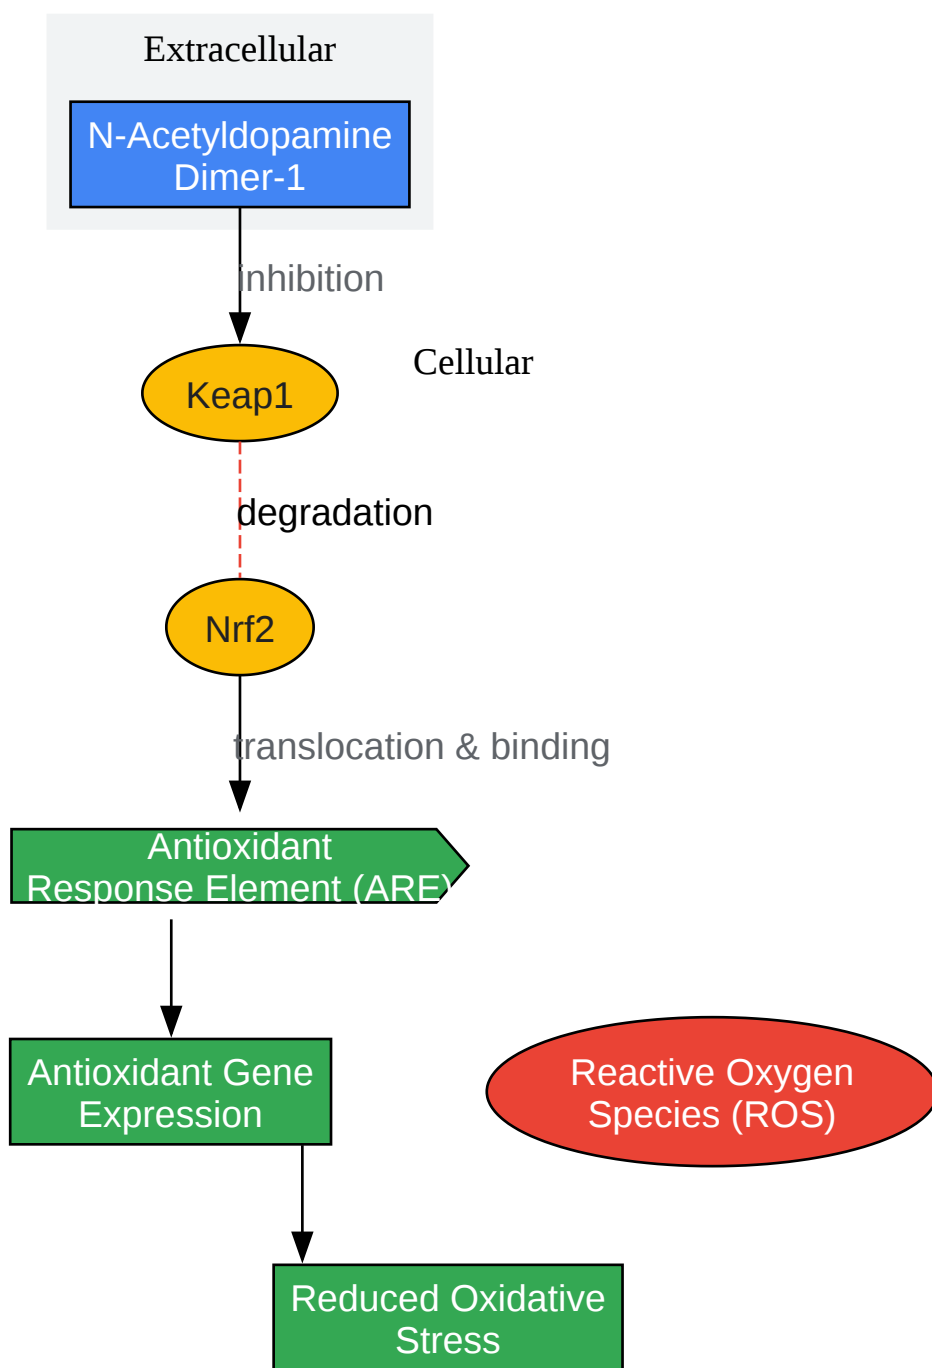 Extracellular
N-Acetyldopamine
Dimer-1
inhibition
Cellular
Keap1
degradation
Nrf2
translocation & binding
Antioxidant
Response Element (ARE)
Antioxidant Gene
Expression
Reactive Oxygen
Species (ROS)
Reduced Oxidative
Stress